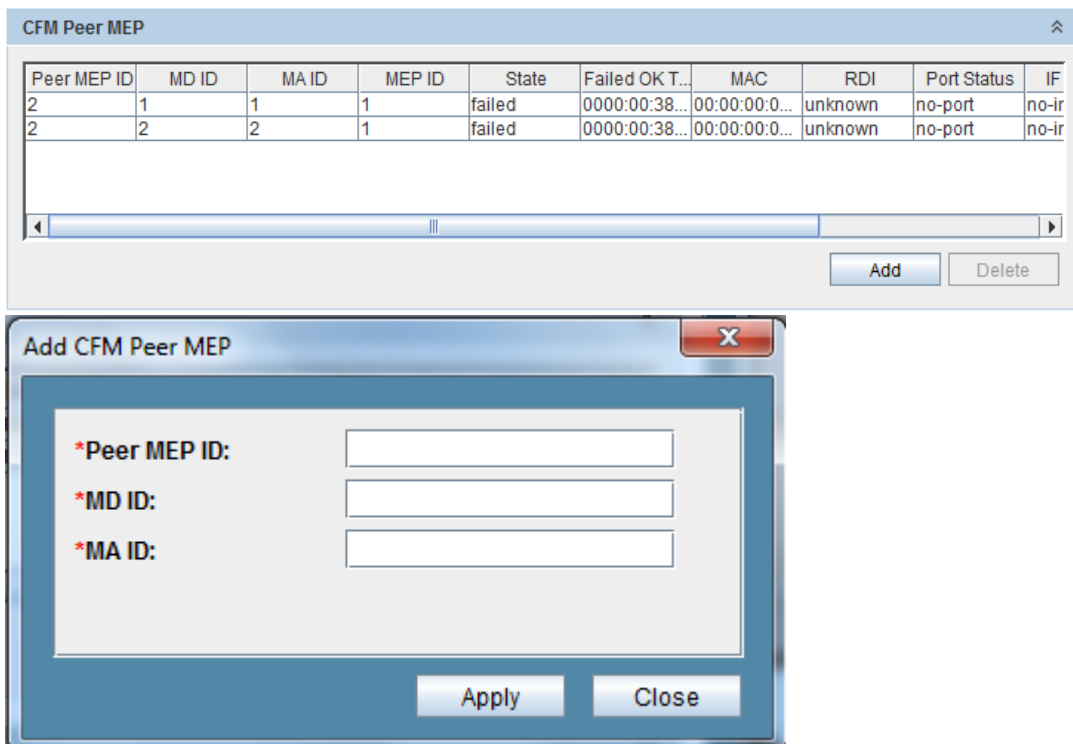 CFM Peer MEP
Peer MEP ID MD ID MA ID MEP ID State Failed OK T... MAC RDI Port Status IF
2 1 1 1 failed 0000:00:38... 00:00:00:0... unknown no-port no-ir
2 2 2 1 failed 0000:00:38... 00:00:00:0... unknown no-port no-ir
Add Delete
Add CFM Peer MEP
*Peer MEP ID:
*MD ID:
*MA ID:
Apply Close